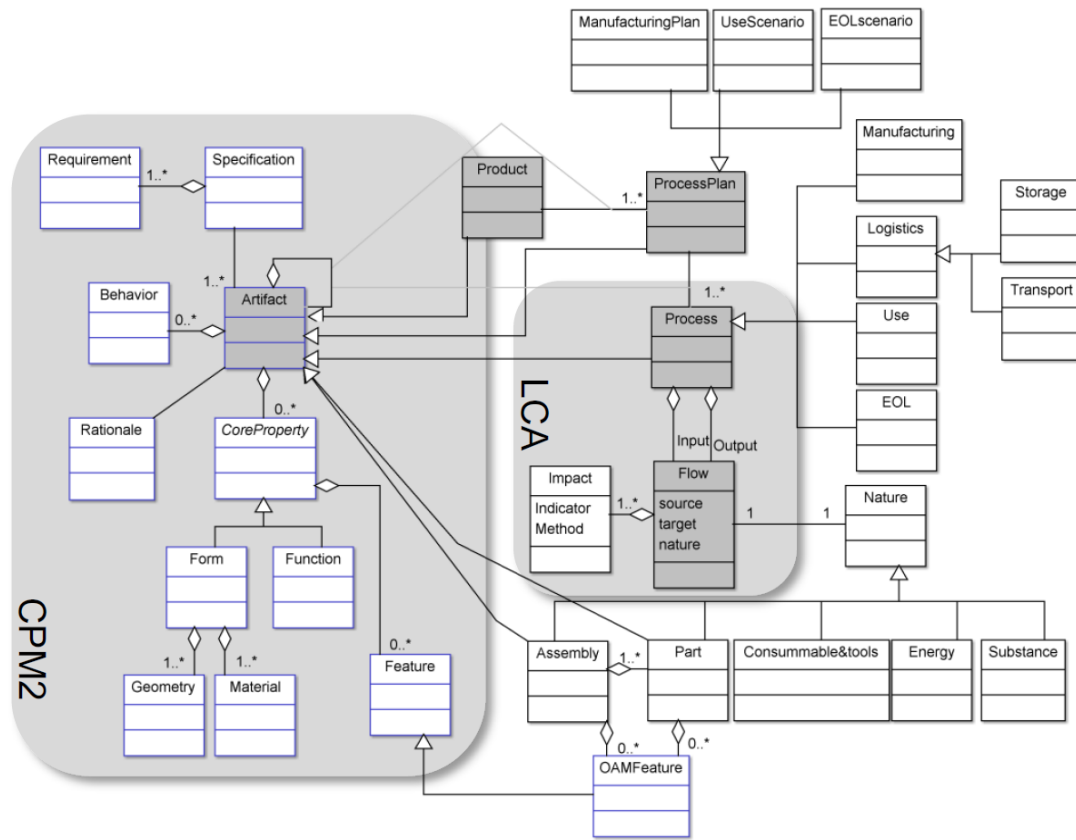 ManufacturingPlan
UseScenario
EOLscenario
Manufacturing
Requirement
1..*
Specification
Product
1..*
ProcessPlan
Storage
Logistics
Behavior
0..*
1..*
Artifact
1..*
Process
Transport
Use
LCA
EOL
Rationale
0..*
CoreProperty
Input
Output
Impact
Indicator
Method
1..*
Flow
source
target
nature
1
1
Nature
Form
Function
CPM2
0..*
1..*
1..*
Geometry
Material
Feature
Assembly
1..*
Part
Consummable&tools
Energy
Substance
0..*
0..*
OAMFeature